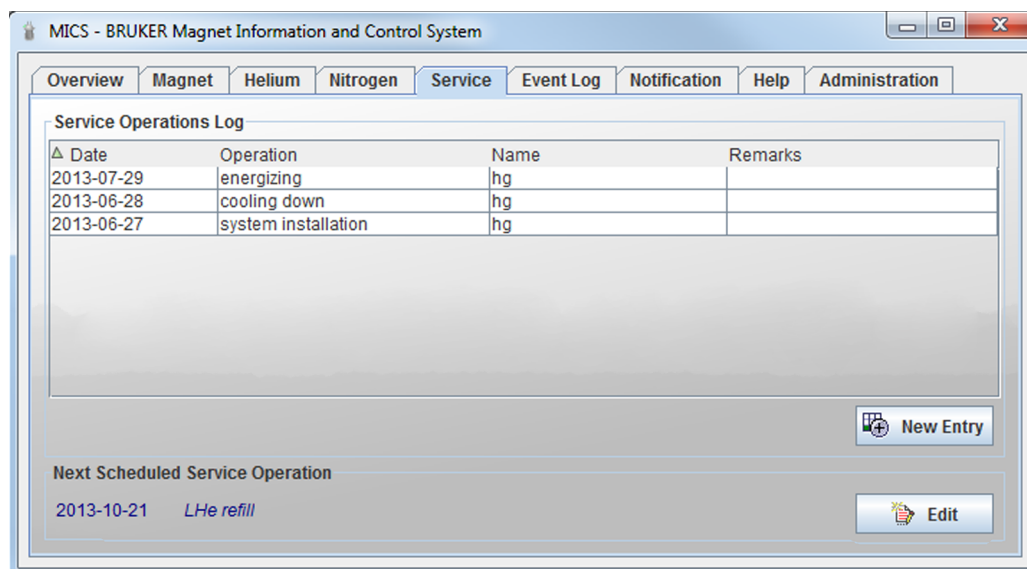 MICS - BRUKER Magnet Information and Control System
Overview Magnet Helium Nitrogen Service Event Log Notification Help Administration
Service Operations Log
Date Operation Name Remarks
2013-07-29 energizing hg
2013-06-28 cooling down hg
2013-06-27 system installation hg
New Entry
Next Scheduled Service Operation
2013-10-21 LHe refill
Edit